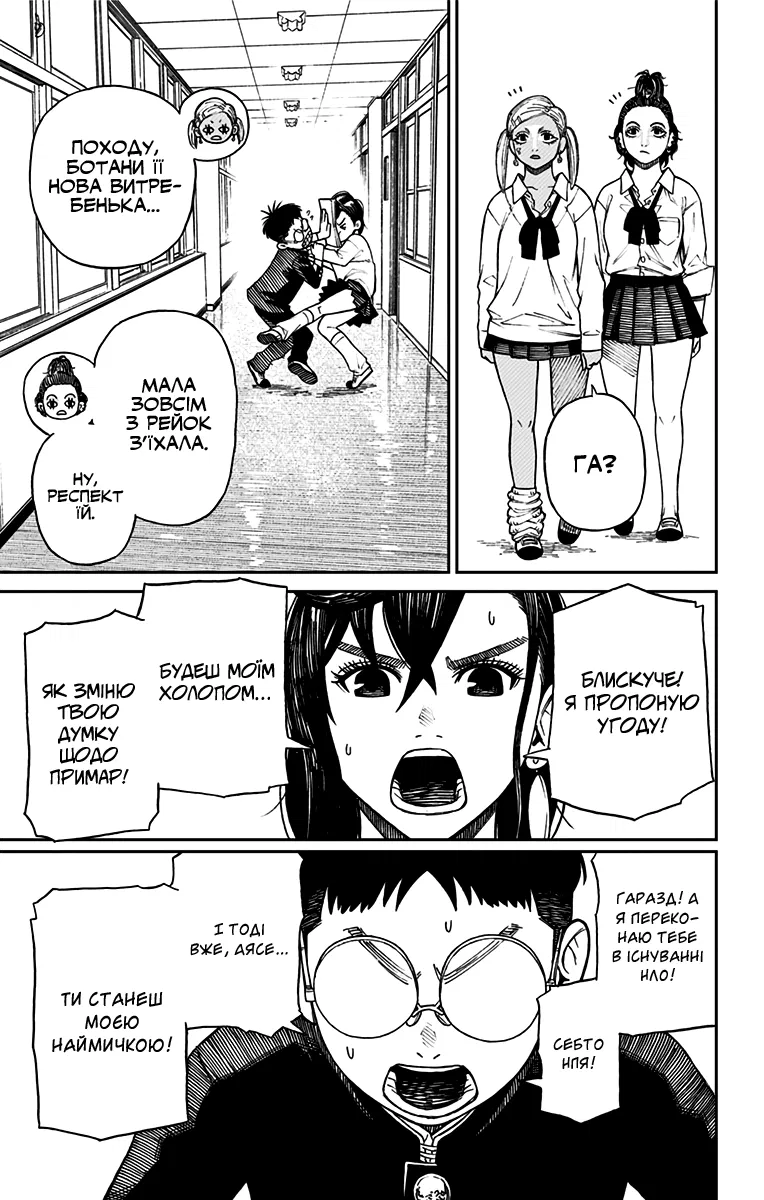 ГА?
ПОХОДУ,
БОТАНИ ЇЇ
НОВА ВИТРЕ-
БЕНЬКА...
МАЛА
ЗОВСІМ
З РЕЙОК
З'ЇХАЛА.
НУ,
РЕСПЕКТ
ЇЙ.
БЛИСКУЧЕ!
Я ПРОПОНУЮ
УГОДУ!
БУДЕШ МОЇМ
ХОЛОПОМ...
ЯК ЗМІНЮ
ТВОЮ
ДУМКУ
ЩОДО
ПРИМАР!
ГАРАЗД! А
Я ПЕРЕКО-
НАЮ ТЕБЕ
В ІСНУВАННІ
НЛО!
СЕБТО
НПЯ!
І ТОДІ
ВЖЕ, АЯСЕ...
ТИ СТАНЕШ
МОЄЮ
НАЙМИЧКОЮ!